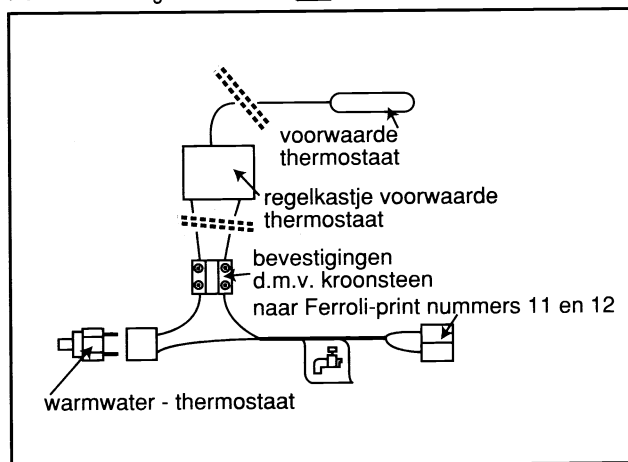 voorwaarde
thermostaat
regelkastje voorwaarde
thermostaat
bevestigingen
d.m.v. kroonsteen
naar Ferroli-print nummers 11 en 12
warmwater - thermostaat